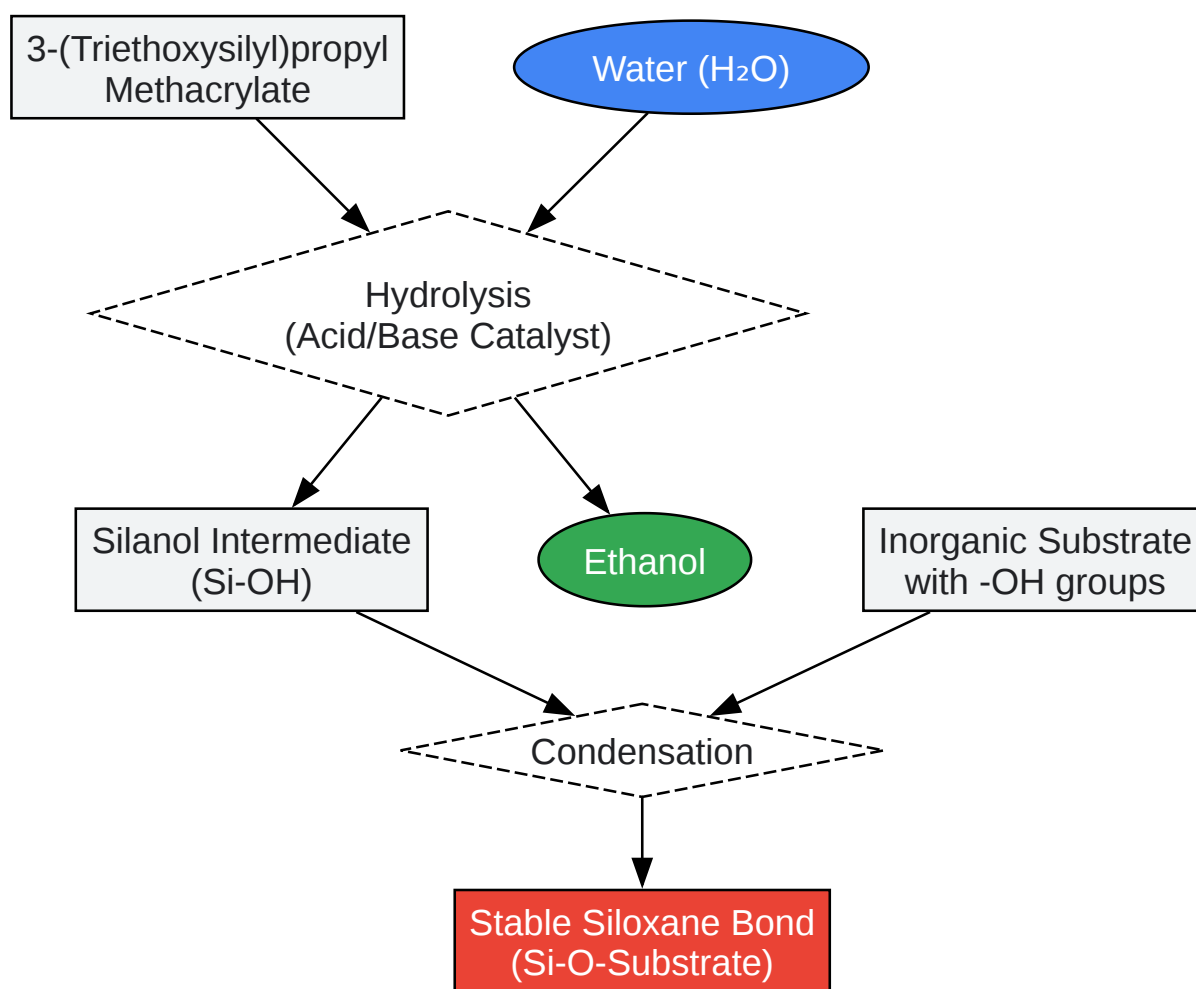 3-(Triethoxysilyl)propyl
Methacrylate
Water (H₂O)
Hydrolysis
(Acid/Base Catalyst)
Silanol Intermediate
(Si-OH)
Ethanol
Inorganic Substrate
with -OH groups
Condensation
Stable Siloxane Bond
(Si-O-Substrate)